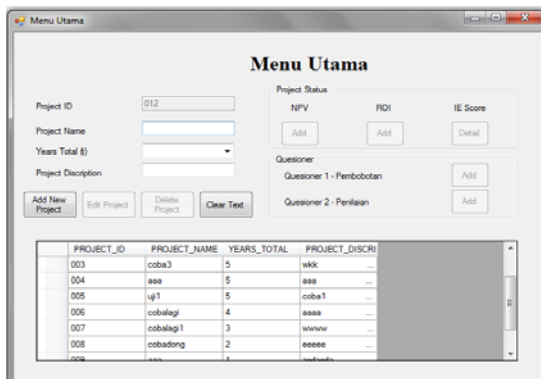 Menu Utama
Menu Utama
Project ID
012
Project Name
Years Total (t)
Project Discription
Add New Project
Edit Project
Delete Project
Clear Text
Project Status
NPV
ROI
IE Score
Add
Add
Detail
Quesioner
Quesioner 1 - Pembobotan
Add
Quesioner 2 - Penilaian
Add
PROJECT_ID PROJECT_NAME YEARS_TOTAL PROJECT_DISCRI
003 coba3 5 wkk ...
004 aaa 5 aaa ...
005 uji1 5 coba1 ...
006 cobalagi 4 aaaa ...
007 cobalagi1 3 wwww ...
008 cobadong 2 eeeee ...
009 aaa 1